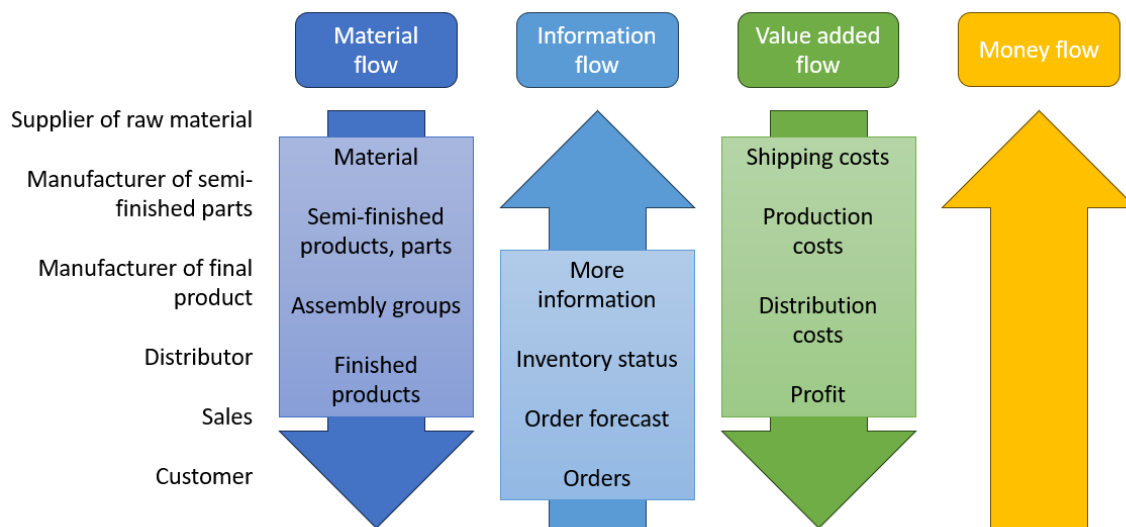 Material
flow
Information
flow
Value added
flow
Money flow
Supplier of raw material
Manufacturer of semi-
finished parts
Manufacturer of final
product
Distributor
Sales
Customer
Material
Semi-finished
products, parts
Assembly groups
Finished
products
More
information
Inventory status
Order forecast
Orders
Shipping costs
Production
costs
Distribution
costs
Profit